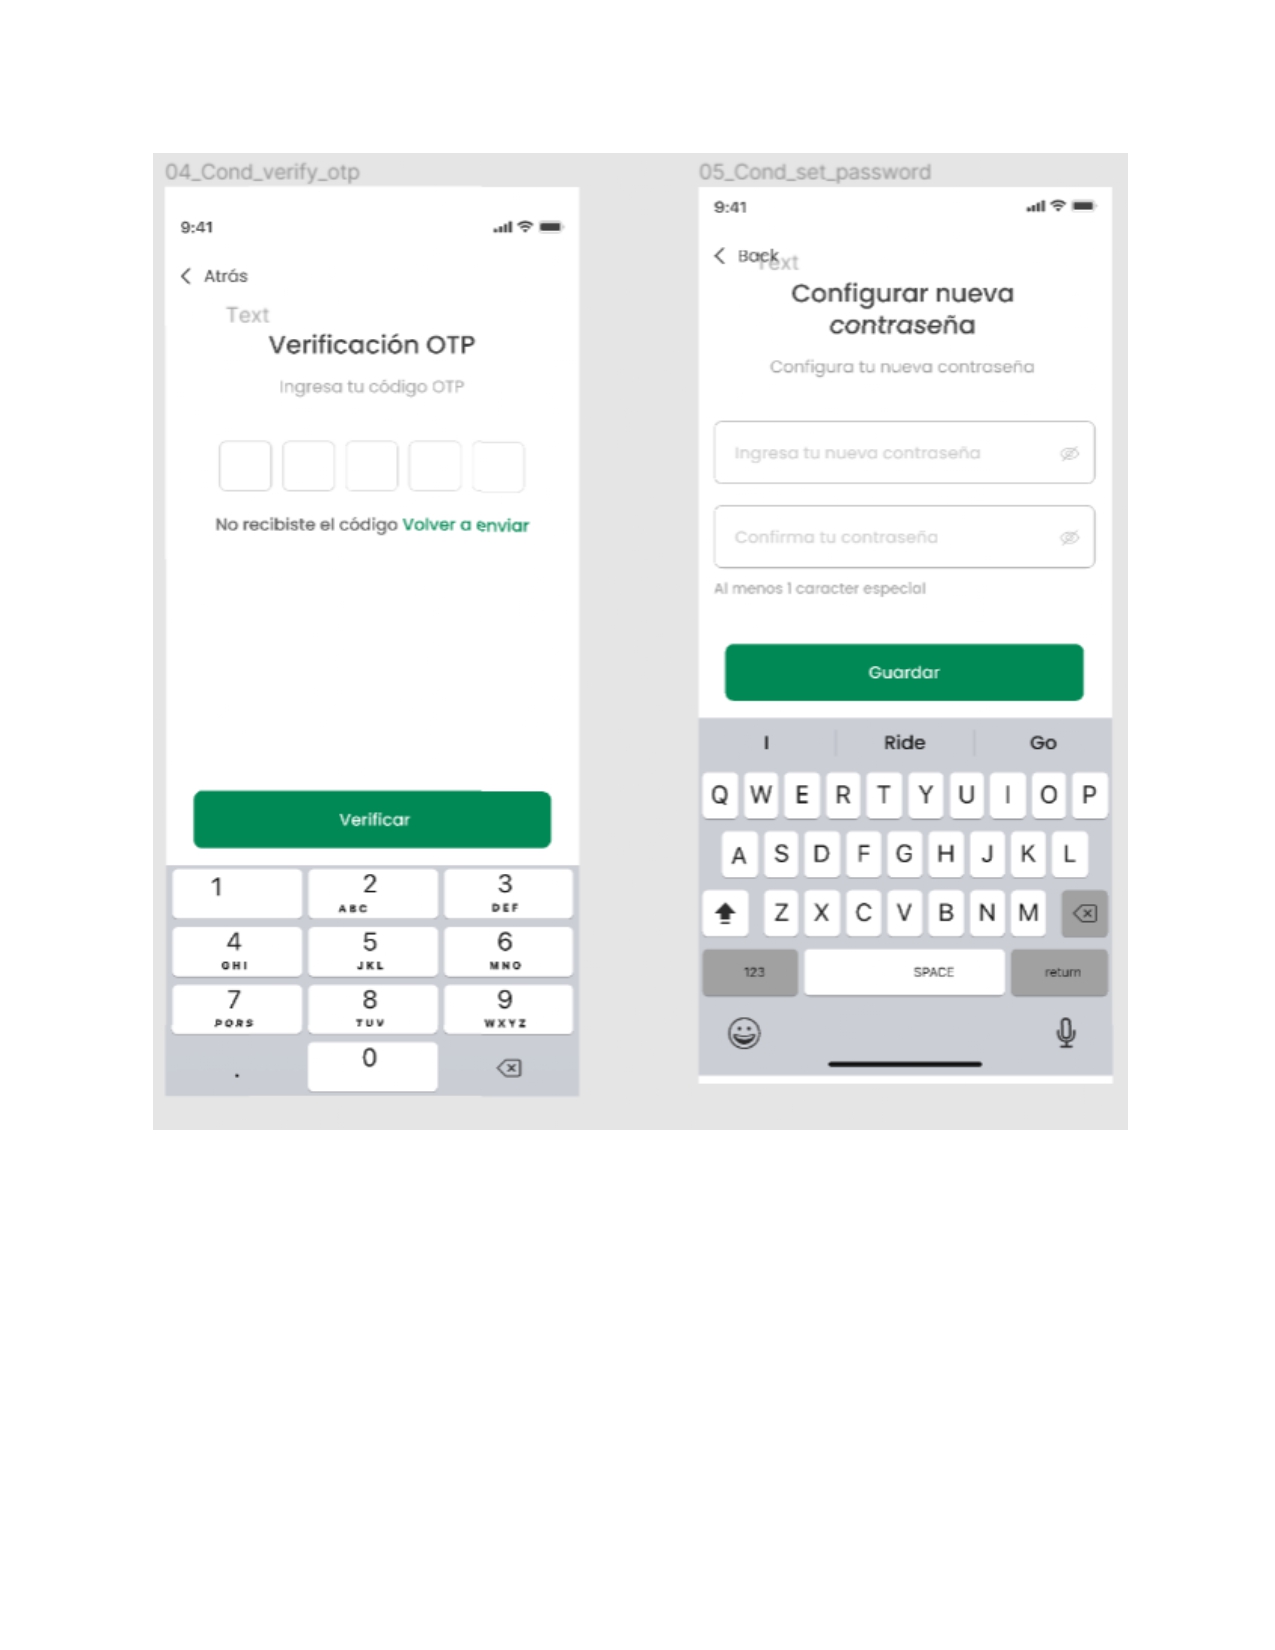 04_Cond_verify_otp
9:41
Atrás
Text
Verificación OTP
Ingresa tu código OTP
No recibiste el código Volver a enviar
Verificar
1 2 3
ABC DEF
4 5 6
GHI JKL MNO
7 8 9
PQRS TUV WXYZ
. 0
05_Cond_set_password
9:41
Back
Text
Configurar nueva
contraseña
Configura tu nueva contraseña
Ingresa tu nueva contraseña
Confirma tu contraseña
Al menos 1 caracter especial
Guardar
I Ride Go
Q W E R T Y U I O P
A S D F G H J K L
Z X C V B N M
123 SPACE return